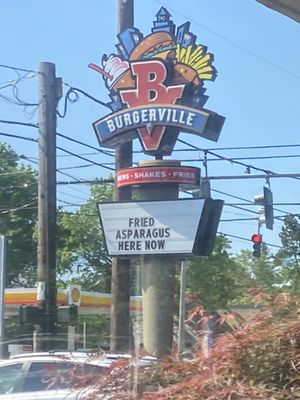 B
BURGERVILLE
V
BURGERS • SHAKES • FRIES
FRIED
ASPARAGUS
HERE NOW